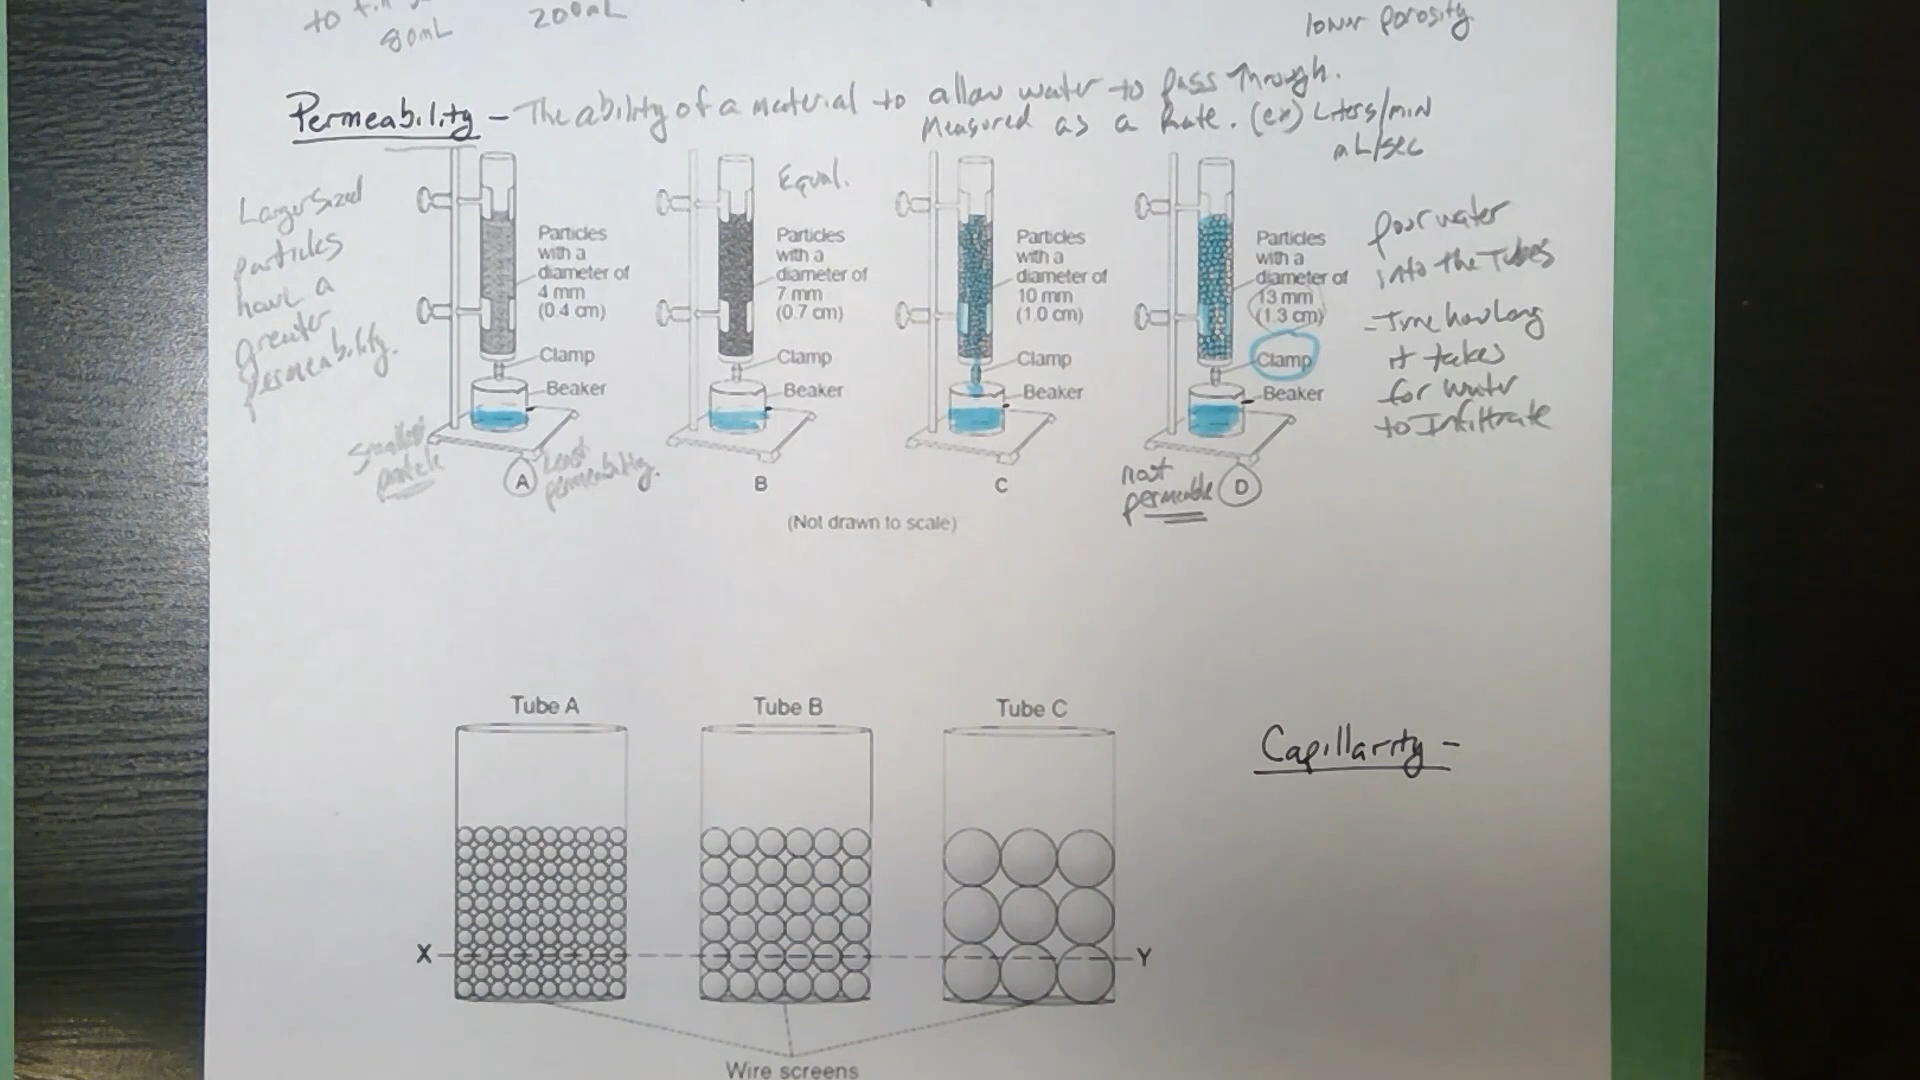 to
80mL
200mL
lower porosity
Permeability - The ability of a material to allow water to pass through.
Measured as a Rate. (ex) Liters/min
mL/sec
Larger sized
particles
have a
greater
permeability.
Particles
with a
diameter of
4 mm
(0.4 cm)
Clamp
Beaker
Smallest
particle
A
Least
permeability.
Equal.
Particles
with a
diameter of
7 mm
(0.7 cm)
Clamp
Beaker
B
Particles
with a
diameter of
10 mm
(1.0 cm)
Clamp
Beaker
C
Particles
with a
diameter of
13 mm
(1.3 cm)
Clamp
Beaker
most
permeable
D
pour water
into the Tubes
- Time how long
it takes
for water
to Infiltrate
(Not drawn to scale)
Tube A
Tube B
Tube C
Capillarity -
X
Y
Wire screens